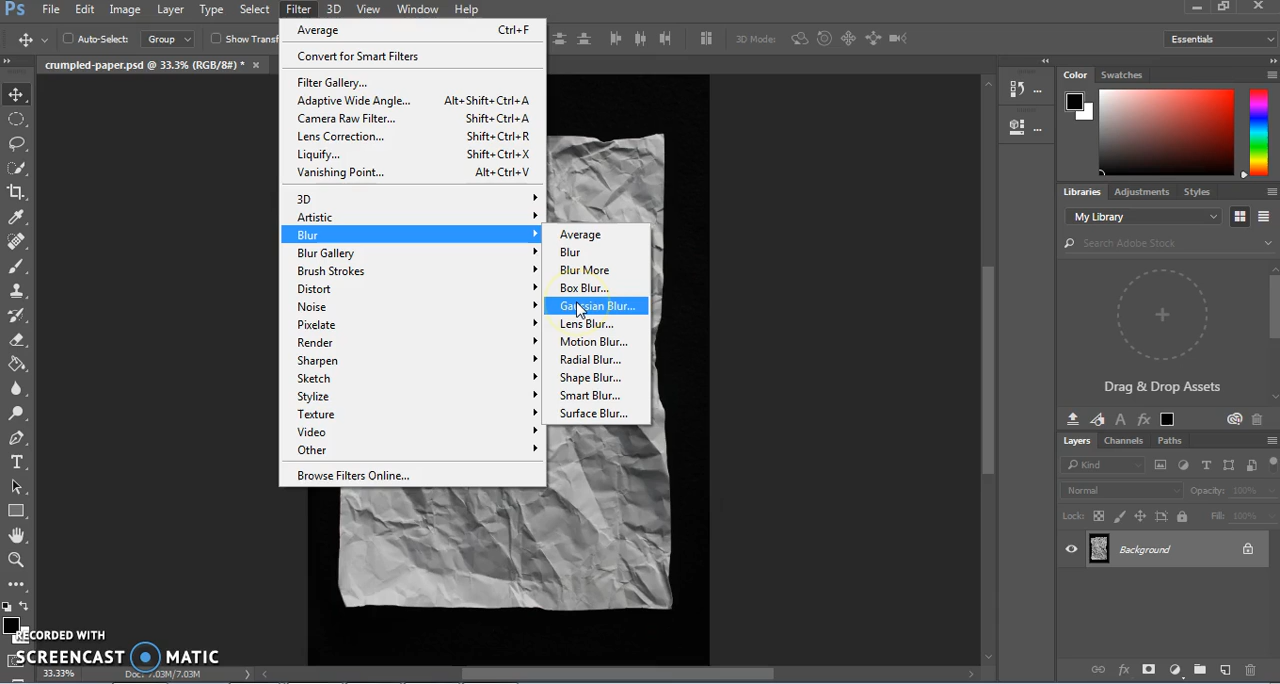 Ps File Edit Image Layer Type Select Filter 3D View Window Help
Auto-Select: Group Show Transf 3D Mode: Essentials
crumpled-paper.psd @ 33.3% (RGB/8#) * ×
Average Ctrl+F
Convert for Smart Filters
Filter Gallery...
Adaptive Wide Angle... Alt+Shift+Ctrl+A
Camera Raw Filter... Shift+Ctrl+A
Lens Correction... Shift+Ctrl+R
Liquify... Shift+Ctrl+X
Vanishing Point... Alt+Ctrl+V
3D
Artistic
Blur
Blur Gallery
Brush Strokes
Distort
Noise
Pixelate
Render
Sharpen
Sketch
Stylize
Texture
Video
Other
Browse Filters Online...
Average
Blur
Blur More
Box Blur...
Gaussian Blur...
Lens Blur...
Motion Blur...
Radial Blur...
Shape Blur...
Smart Blur...
Surface Blur...
Color Swatches
Libraries Adjustments Styles
My Library
Search Adobe Stock
Drag & Drop Assets
Layers Channels Paths
Kind
Normal Opacity: 100%
Lock: Fill: 100%
Background
RECORDED WITH
SCREENCAST MATIC
33.33% Doc: 7.03M/7.03M